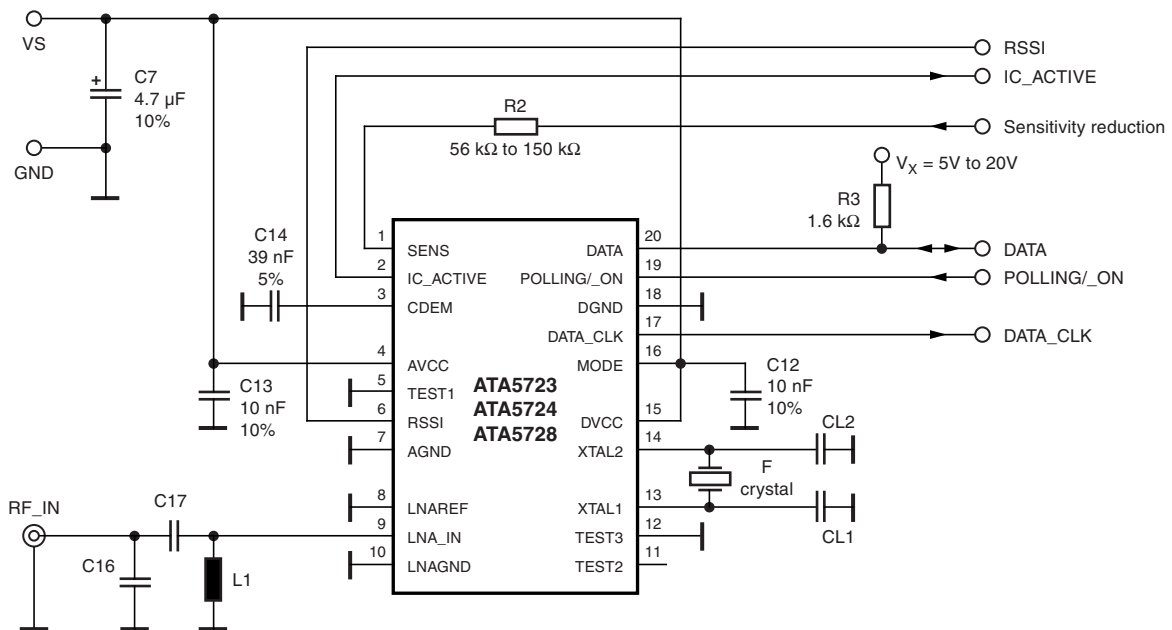 VS
RSSI
IC_ACTIVE
C7
4.7 µF
10%
+
R2
56 kΩ to 150 kΩ
Sensitivity reduction
GND
VX = 5V to 20V
R3
1.6 kΩ
C14
39 nF
5%
1
SENS
DATA
20
DATA
2
IC_ACTIVE
POLLING/_ON
19
POLLING/_ON
3
CDEM
DGND
18
DATA_CLK
17
DATA_CLK
4
AVCC
MODE
16
C13
10 nF
10%
5
TEST1
ATA5723
ATA5724
ATA5728
C12
10 nF
10%
6
RSSI
DVCC
15
7
AGND
XTAL2
14
CL2
F
crystal
RF_IN
C17
8
LNAREF
XTAL1
13
CL1
9
LNA_IN
TEST3
12
10
LNAGND
TEST2
11
C16
L1